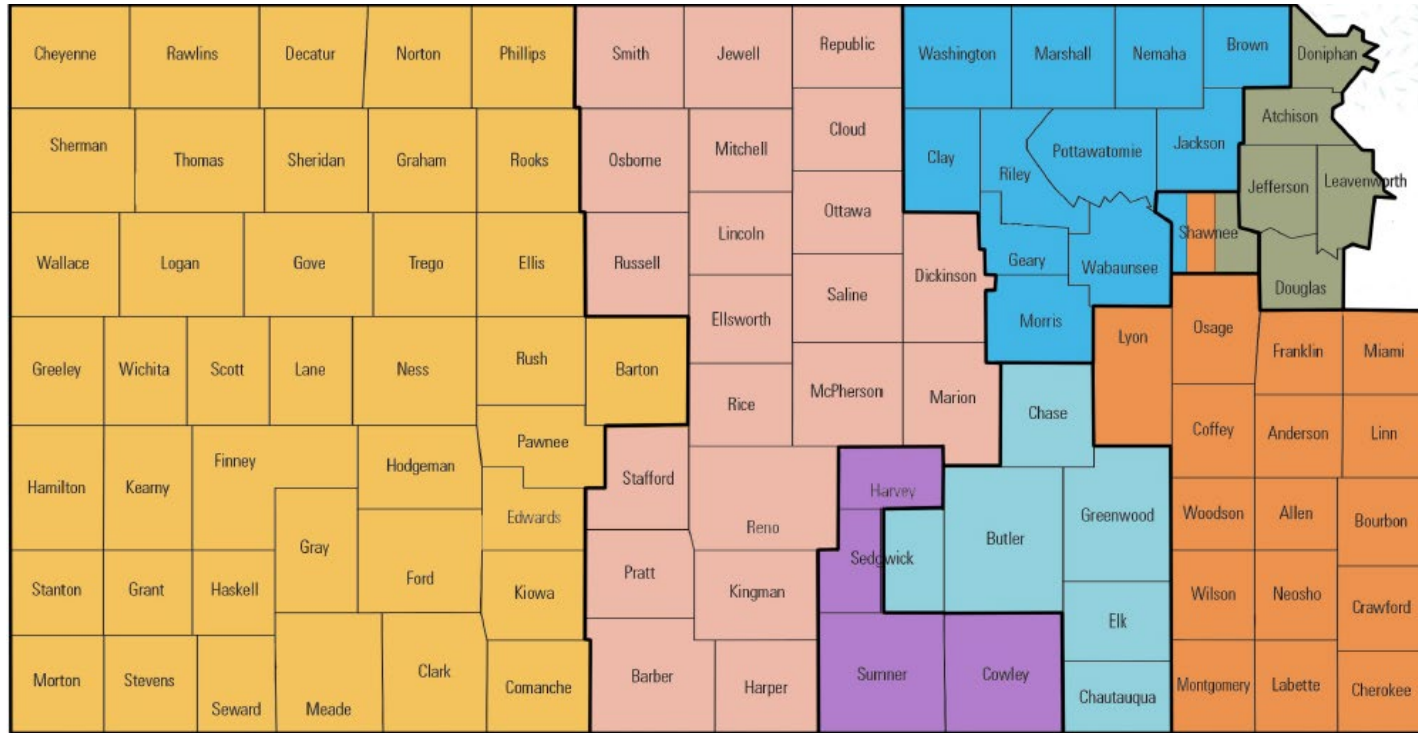 Cheyenne
Rawlins
Decatur
Norton
Phillips
Smith
Jewell
Republic
Washington
Marshall
Nemaha
Brown
Doniphan
Sherman
Thomas
Sheridan
Graham
Rooks
Osborne
Mitchell
Cloud
Clay
Riley
Pottawatomie
Jackson
Atchison
Jefferson
Leavenworth
Wallace
Logan
Gove
Trego
Ellis
Russell
Lincoln
Ottawa
Dickinson
Geary
Wabaunsee
Shawnee
Douglas
Greeley
Wichita
Scott
Lane
Ness
Rush
Barton
Ellsworth
Saline
Morris
Lyon
Osage
Franklin
Miami
Rice
McPherson
Marion
Chase
Coffey
Anderson
Linn
Hamilton
Kearny
Finney
Hodgeman
Pawnee
Stafford
Reno
Harvey
Butler
Greenwood
Woodson
Allen
Bourbon
Gray
Edwards
Sedgwick
Stanton
Grant
Haskell
Ford
Kiowa
Pratt
Kingman
Elk
Wilson
Neosho
Crawford
Morton
Stevens
Seward
Meade
Clark
Comanche
Barber
Harper
Sumner
Cowley
Chautauqua
Montgomery
Labette
Cherokee